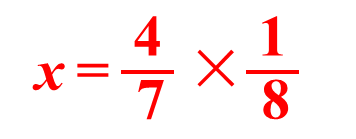 x = 4/7 × 1/8